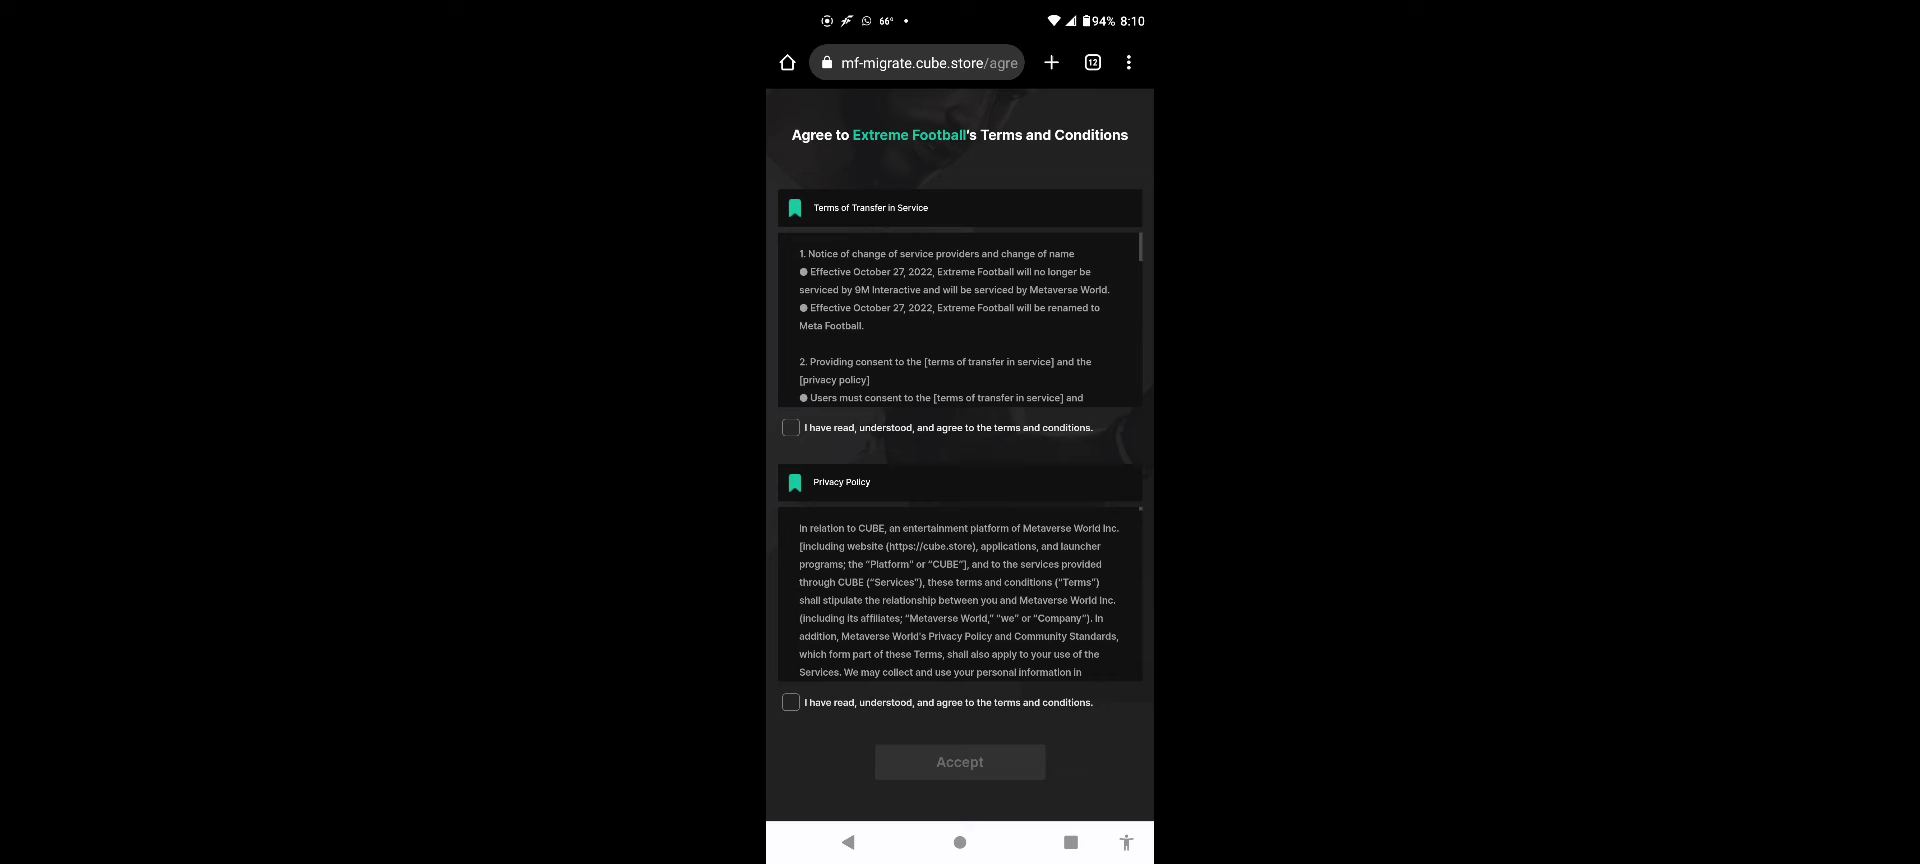 66° 94% 8:10
mf-migrate.cube.store/agre 12
Agree to Extreme Football's Terms and Conditions
Terms of Transfer in Service
1. Notice of change of service providers and change of name
● Effective October 27, 2022, Extreme Football will no longer be
serviced by 9M Interactive and will be serviced by Metaverse World.
● Effective October 27, 2022, Extreme Football will be renamed to
Meta Football.
2. Providing consent to the [terms of transfer in service] and the
[privacy policy]
● Users must consent to the [terms of transfer in service] and
I have read, understood, and agree to the terms and conditions.
Privacy Policy
In relation to CUBE, an entertainment platform of Metaverse World Inc.
[including website (https://cube.store), applications, and launcher
programs; the “Platform” or “CUBE”], and to the services provided
through CUBE (“Services”), these terms and conditions (“Terms”)
shall stipulate the relationship between you and Metaverse World Inc.
(including its affiliates; “Metaverse World,” “we” or “Company”). In
addition, Metaverse World's Privacy Policy and Community Standards,
which form part of these Terms, shall also apply to your use of the
Services. We may collect and use your personal information in
I have read, understood, and agree to the terms and conditions.
Accept